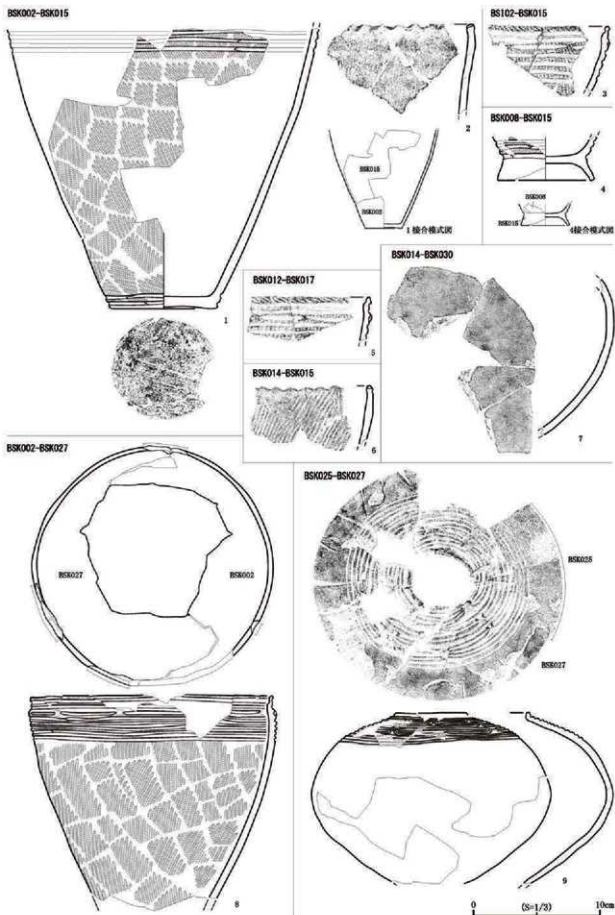 BSK002-BSK015
1
2
BSK015
BSK002
1接合模式図
BSI02-BSK015
3
BSK008-BSK015
4
BSK008
BSK015
4接合模式図
BSK012-BSK017
5
BSK014-BSK015
6
BSK014-BSK030
7
BSK002-BSK027
BSK027
BSK002
8
BSK025-BSK027
BSK025
BSK027
9
0 (S=1/3) 10cm